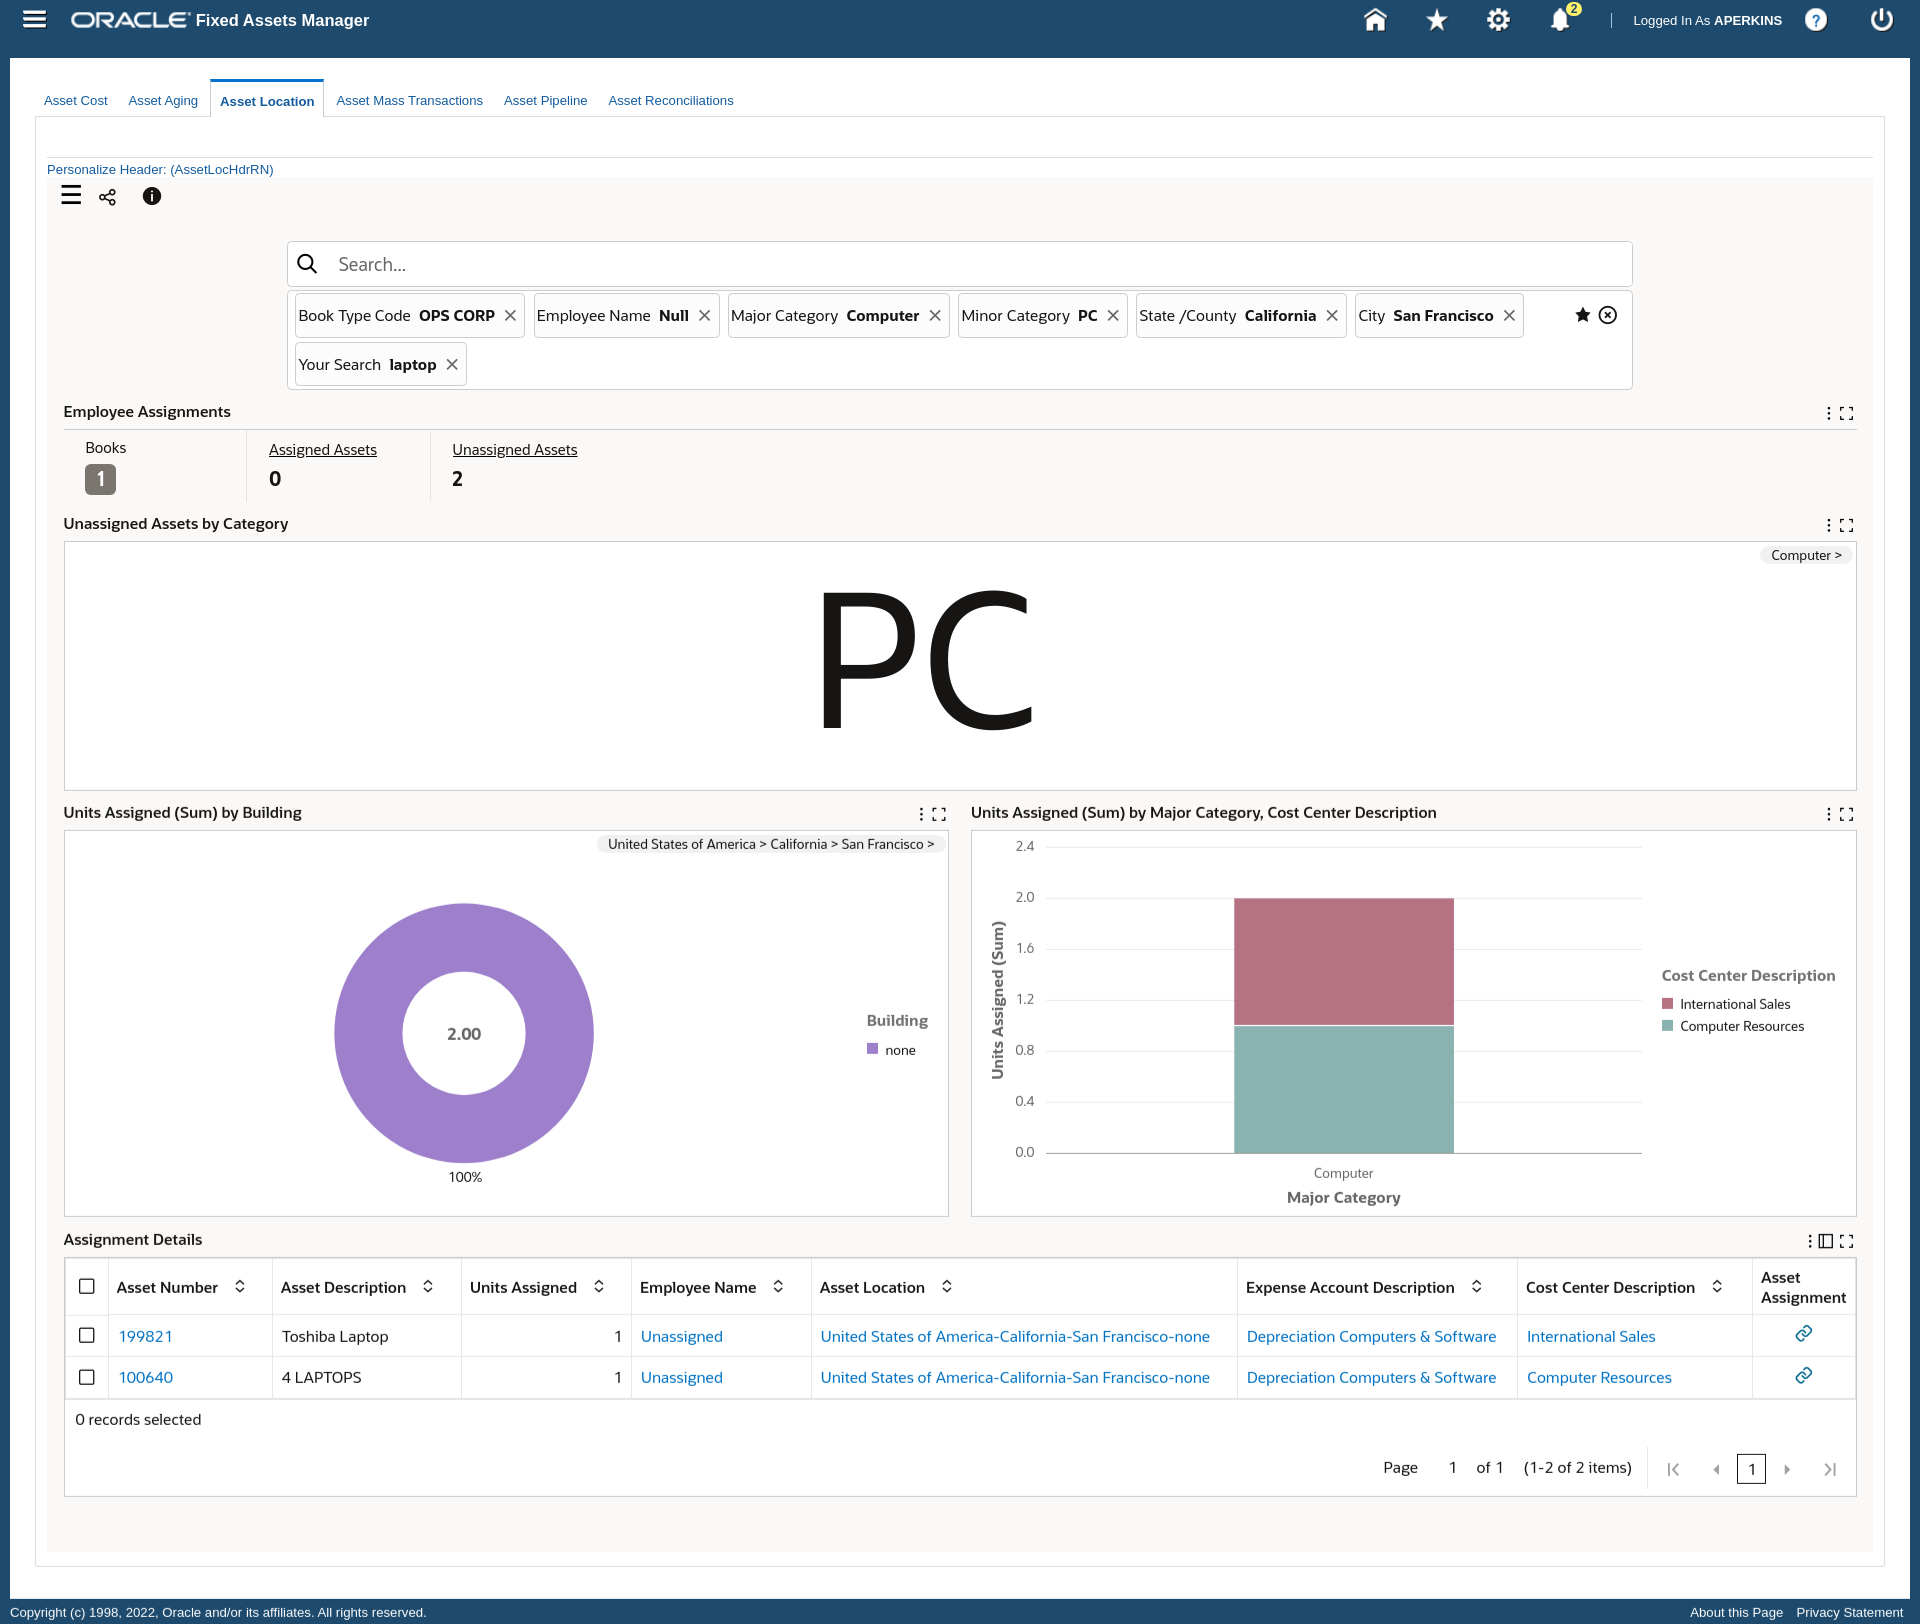 ORACLE Fixed Assets Manager
2
Logged In As APERKINS
?
Asset Cost Asset Aging Asset Location Asset Mass Transactions Asset Pipeline Asset Reconciliations
Personalize Header: (AssetLocHdrRN)
Search...
Book Type Code OPS CORP Employee Name Null Major Category Computer Minor Category PC State /County California City San Francisco
Your Search laptop
Employee Assignments
Books Assigned Assets Unassigned Assets
1 0 2
Unassigned Assets by Category
Computer >
PC
Units Assigned (Sum) by Building
United States of America > California > San Francisco >
2.00
100%
Building
none
Units Assigned (Sum) by Major Category, Cost Center Description
Units Assigned (Sum)
2.4
2.0
1.6
1.2
0.8
0.4
0.0
Computer
Major Category
Cost Center Description
International Sales
Computer Resources
Assignment Details
Asset Number Asset Description Units Assigned Employee Name Asset Location Expense Account Description Cost Center Description Asset Assignment
199821 Toshiba Laptop 1 Unassigned United States of America-California-San Francisco-none Depreciation Computers & Software International Sales
100640 4 LAPTOPS 1 Unassigned United States of America-California-San Francisco-none Depreciation Computers & Software Computer Resources
0 records selected
Page 1 of 1 (1-2 of 2 items) 1
Copyright (c) 1998, 2022, Oracle and/or its affiliates. All rights reserved. About this Page Privacy Statement